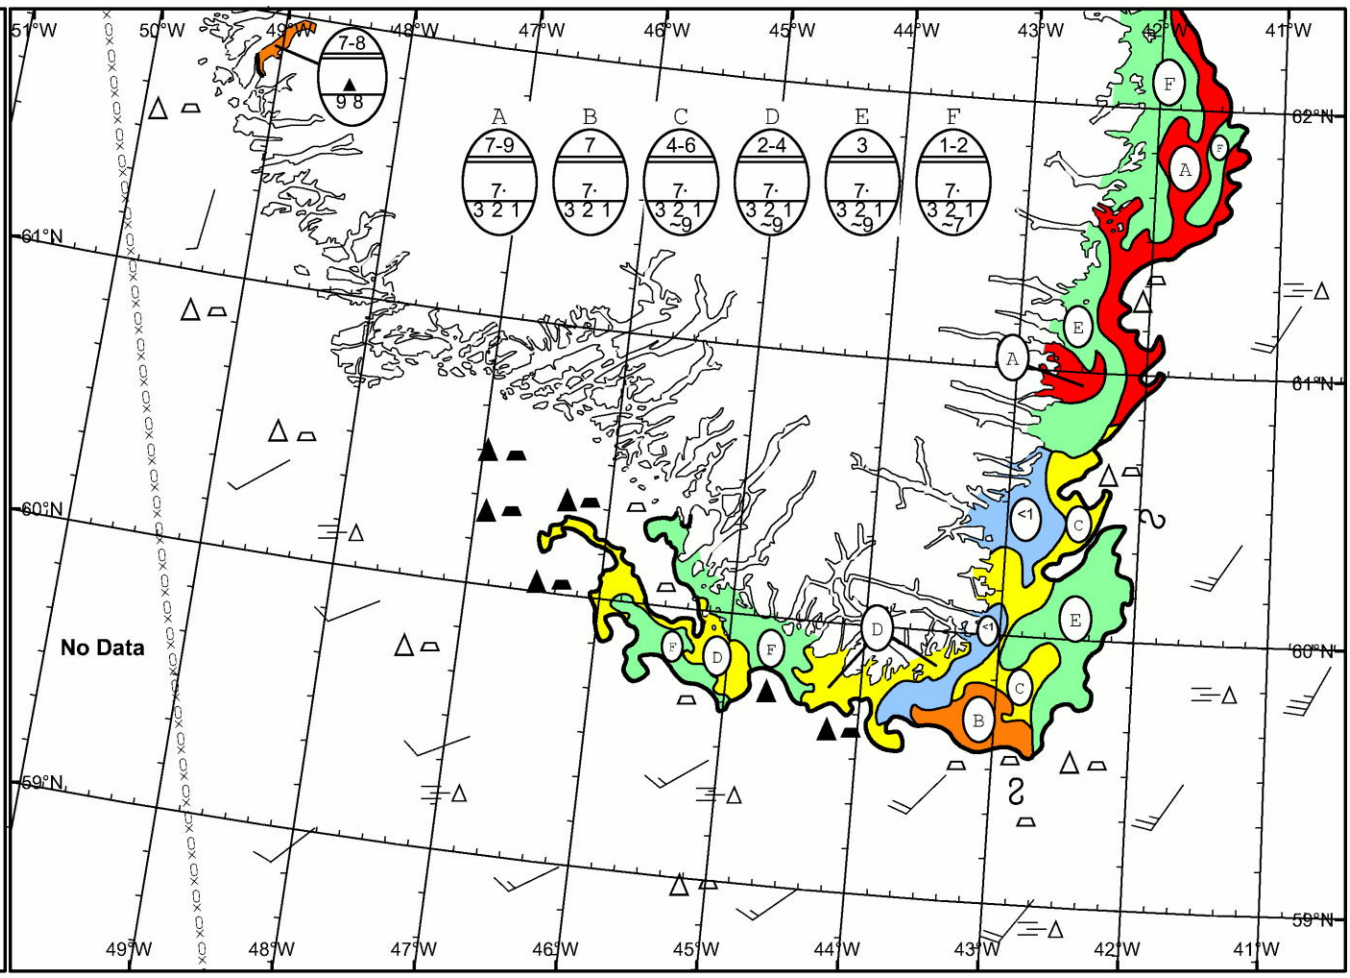 51°W 50°W 49°W 48°W 47°W 46°W 45°W 44°W 43°W 42°W 41°W
7-8
9 8
A B C D E F
7-9 7 4-6 2-4 3 1-2
7· 7· 7· 7· 7· 7·
3 2 1 3 2 1 3 2 1 3 2 1 3 2 1 3 2 1
~9 ~9 ~9 ~7
F
62°N
F
A
61°N
E
A
61°N
60°N
<1
C
E
D
<1
F
D
F
No Data
60°N
C
B
59°N
59°N
49°W 48°W 47°W 46°W 45°W 44°W 43°W 42°W 41°W